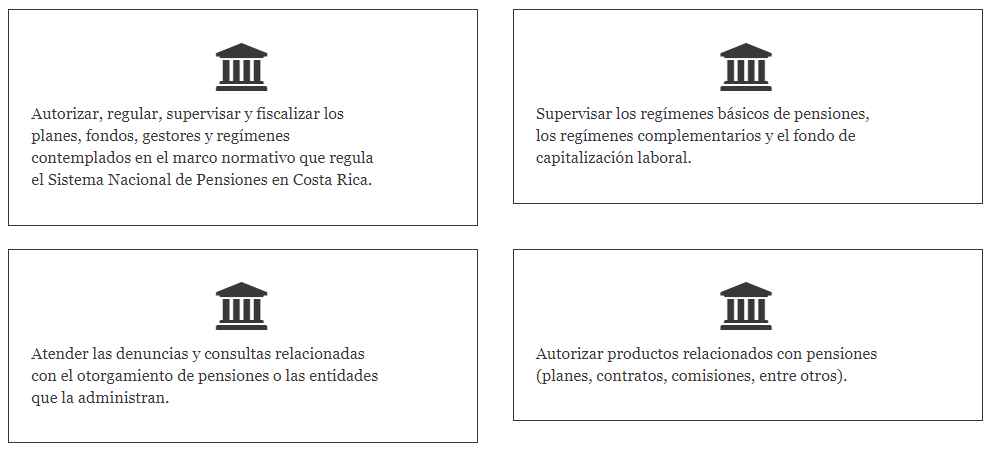 Autorizar, regular, supervisar y fiscalizar los
planes, fondos, gestores y regímenes
contemplados en el marco normativo que regula
el Sistema Nacional de Pensiones en Costa Rica.
Supervisar los regímenes básicos de pensiones,
los regímenes complementarios y el fondo de
capitalización laboral.
Atender las denuncias y consultas relacionadas
con el otorgamiento de pensiones o las entidades
que la administran.
Autorizar productos relacionados con pensiones
(planes, contratos, comisiones, entre otros).